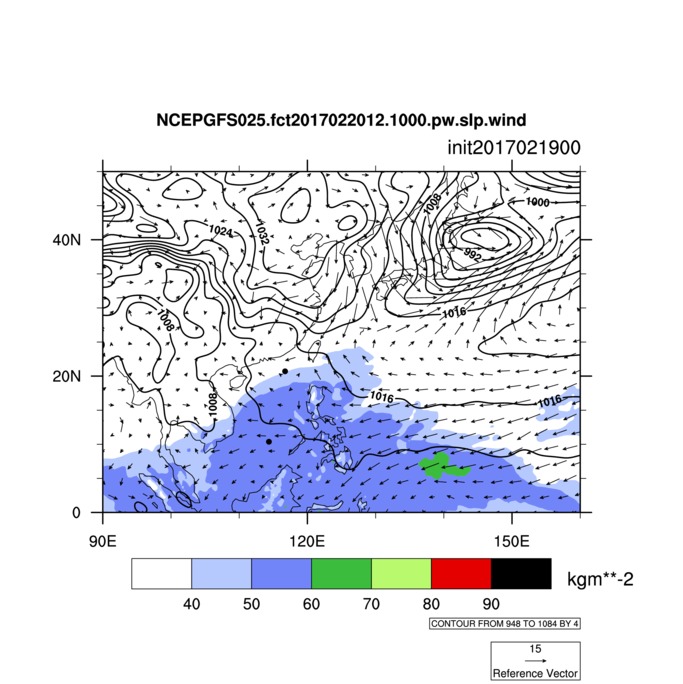 NCEPGFS025.fct2017022012.1000.pw.slp.wind
init2017021900
1008
1000
1024
1032
992
40N
1016
1008
20N
1008
1016
1016
0
90E 120E 150E
kgm**-2
40 50 60 70 80 90
CONTOUR FROM 948 TO 1084 BY 4
15
Reference Vector